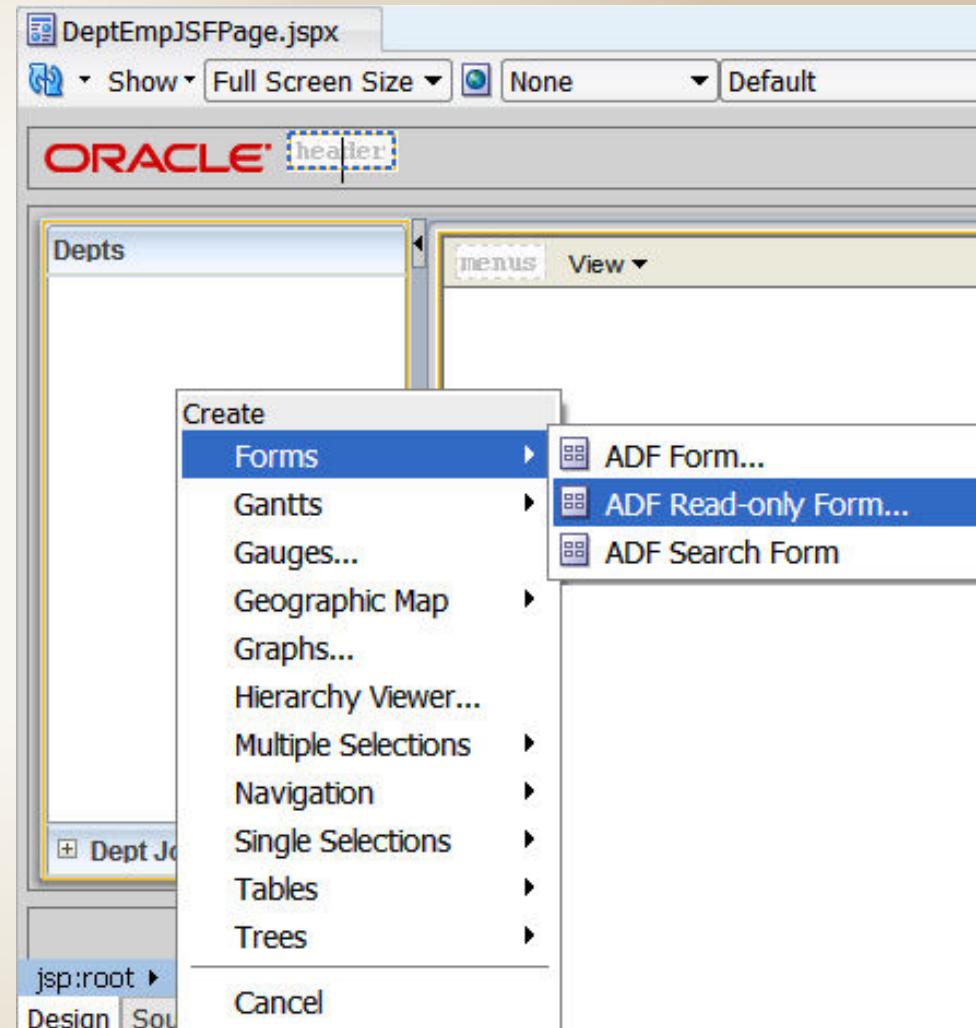 DeptEmpJSFPage.jspx
Show Full Screen Size None Default
ORACLE header
Depts
menus View
Create
Forms
Gantts
Gauges...
Geographic Map
Graphs...
Hierarchy Viewer...
Multiple Selections
Navigation
Single Selections
Tables
Trees
Cancel
ADF Form...
ADF Read-only Form...
ADF Search Form
Dept
jsp:root
Design